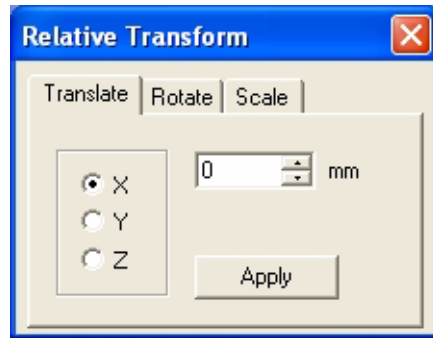 Relative Transform
Translate Rotate Scale
X 0 mm
Y
Z
Apply